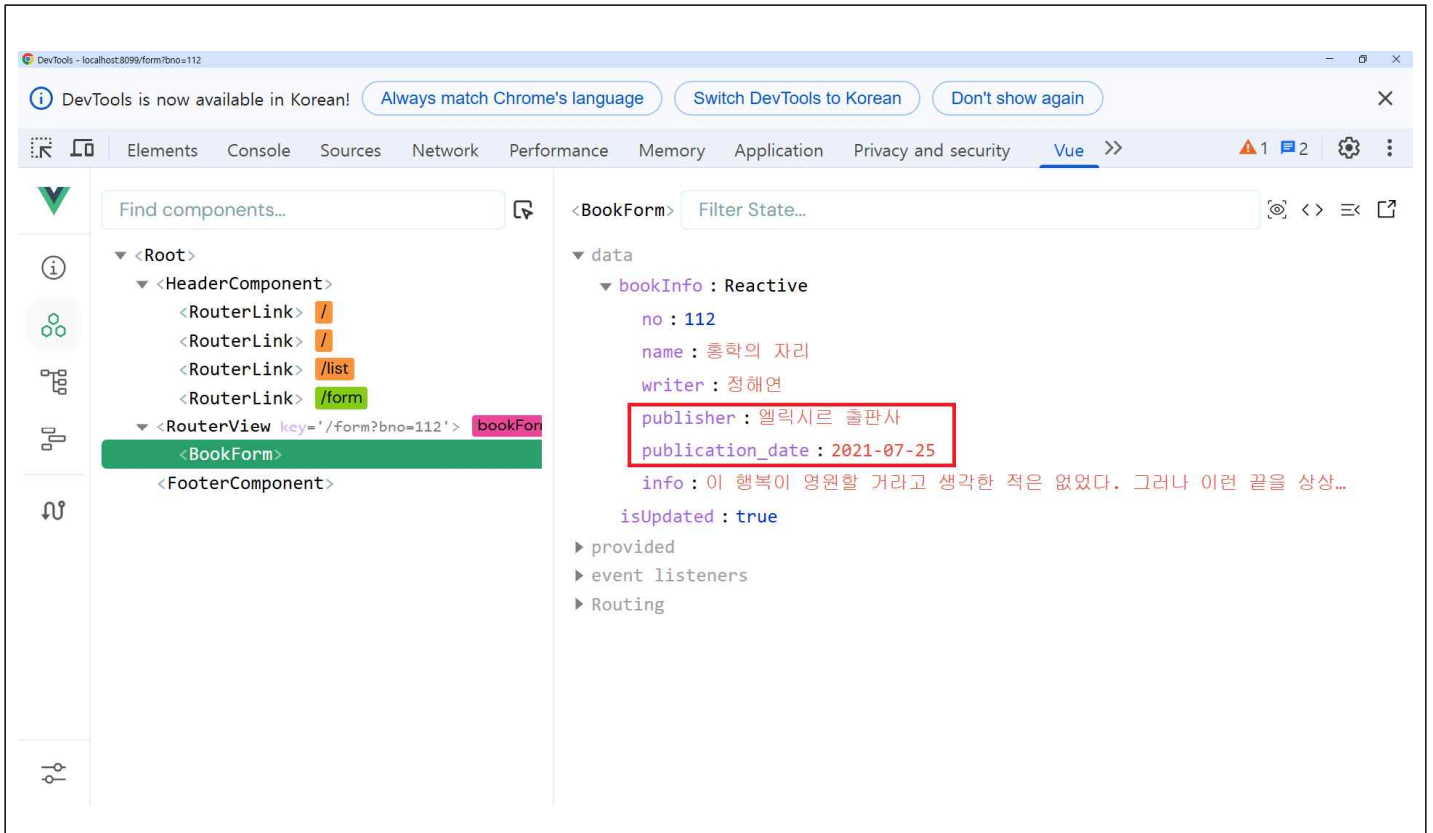 DevTools - localhost:8099/form?bno=112
DevTools is now available in Korean! Always match Chrome's language Switch DevTools to Korean Don't show again
Elements Console Sources Network Performance Memory Application Privacy and security Vue 1 2
Find components...
<Root>
<HeaderComponent>
<RouterLink> /
<RouterLink> /
<RouterLink> /list
<RouterLink> /form
<RouterView key='/form?bno=112'> bookForm
<BookForm>
<FooterComponent>
<BookForm> Filter State...
data
bookInfo : Reactive
no : 112
name : 홍학의 자리
writer : 정해연
publisher : 엘릭시르 출판사
publication_date : 2021-07-25
info : 이 행복이 영원할 거라고 생각한 적은 없었다. 그러나 이런 끝을 상상…
isUpdated : true
provided
event listeners
Routing